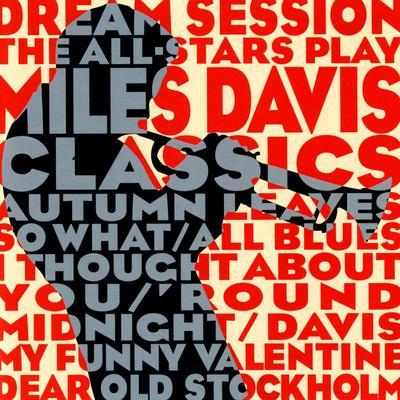 DREAM SESSION
THE ALL-STARS PLAY
MILES DAVIS
CLASSICS
AUTUMN LEAVES
SO WHAT/ALL BLUES
I THOUGHT ABOUT
YOU/'ROUND
MIDNIGHT/DAVIS
MY FUNNY VALENTINE
DEAR OLD STOCKHOLM